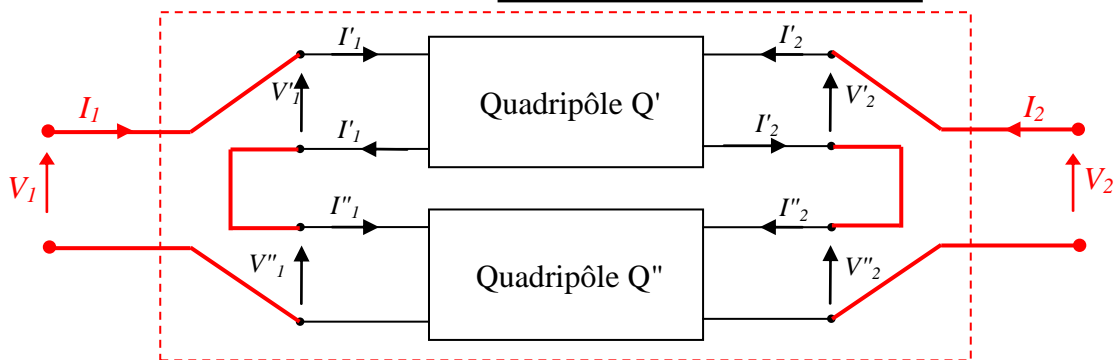 I'1 I'2
V'1 Quadripôle Q' V'2
I1 I2
I'1 I'2
V1 V2
I"1 I"2
V"1 Quadripôle Q" V"2